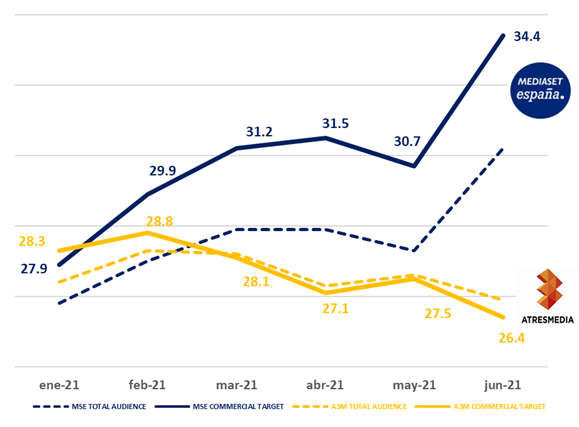 34.4
MEDIASET
españa.
31.2
31.5
30.7
29.9
28.3
28.8
27.9
28.1
27.1
27.5
26.4
ATRESMEDIA
ene-21 feb-21 mar-21 abr-21 may-21 jun-21
MSE TOTAL AUDIENCE MSE COMMERCIAL TARGET A3M TOTAL AUDIENCE A3M COMMERCIAL TARGET